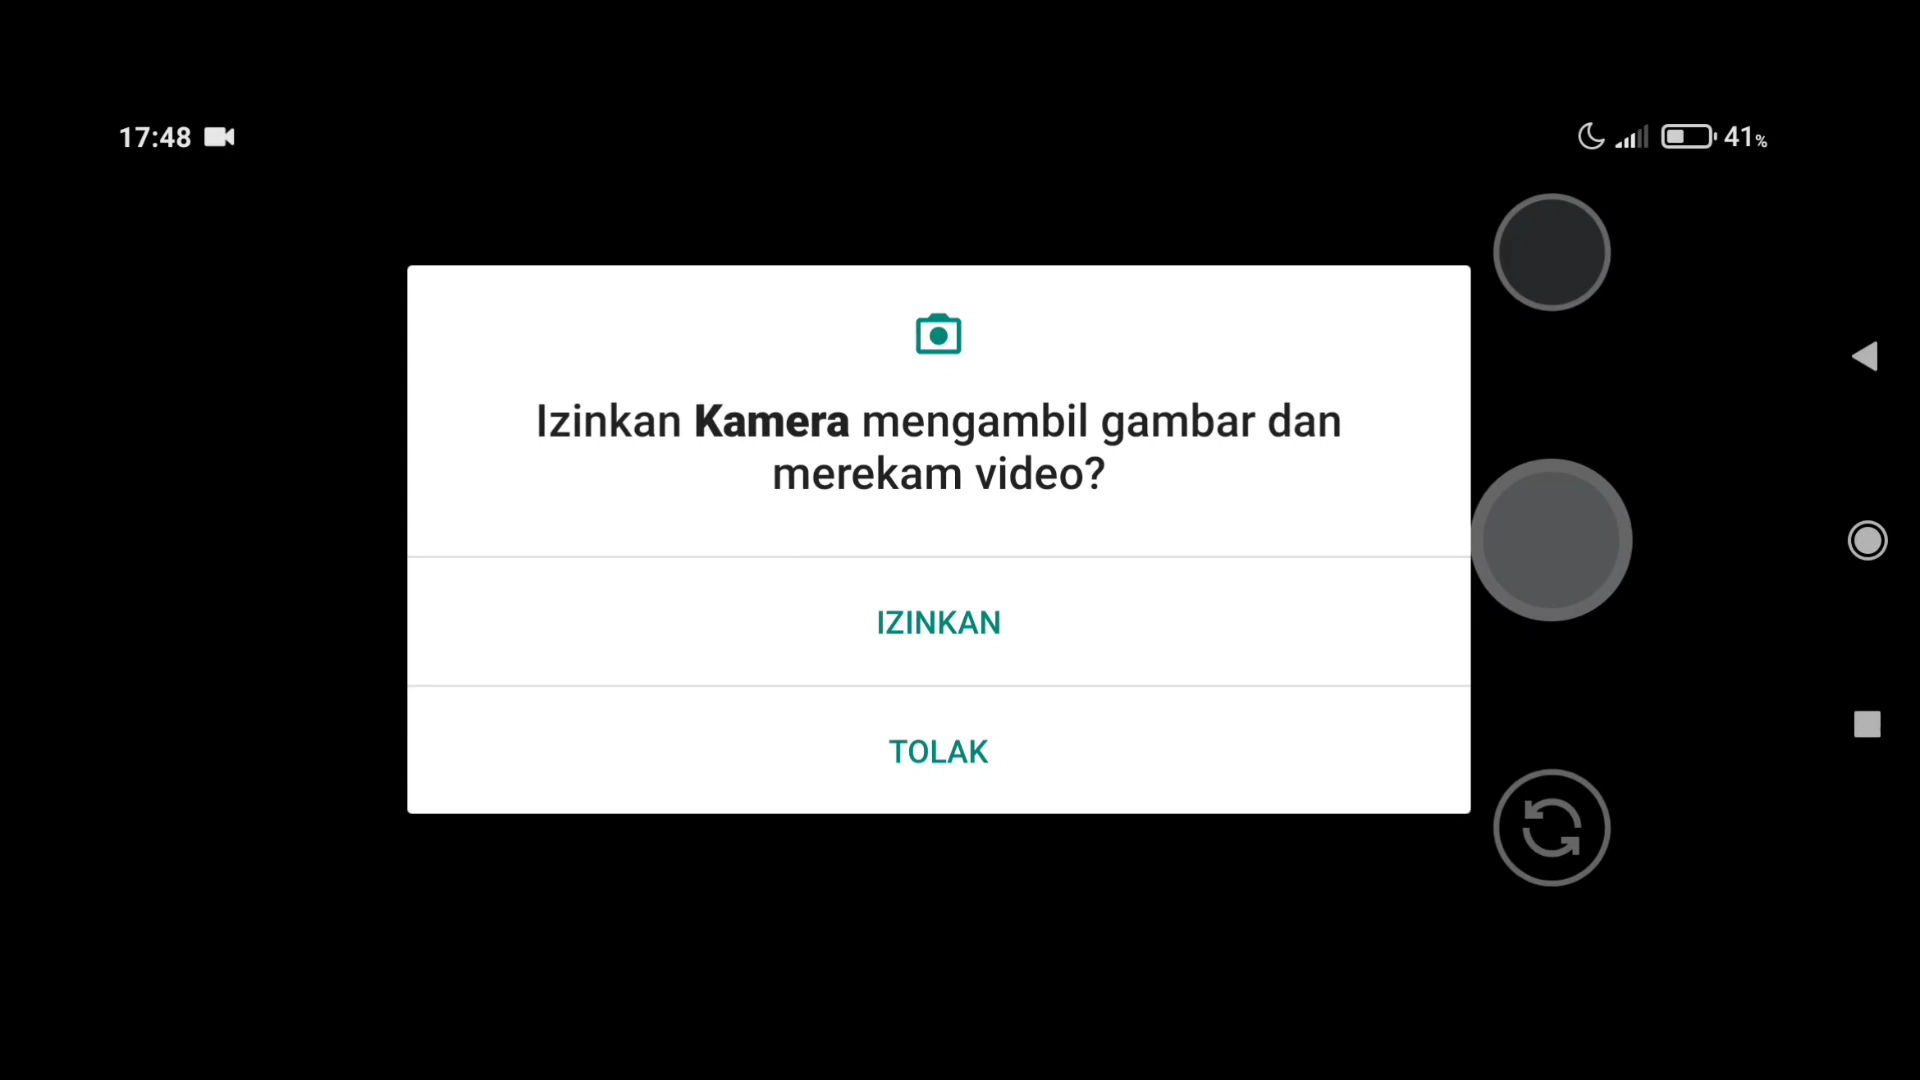 17:48
41%
Izinkan Kamera mengambil gambar dan
merekam video?
IZINKAN
TOLAK